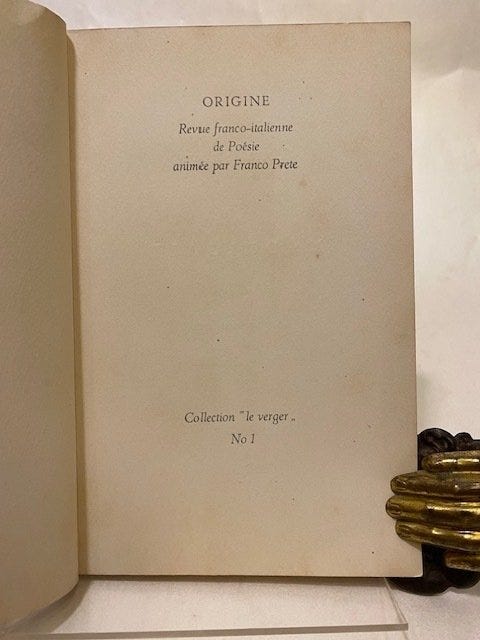 ORIGINE
Revue franco-italienne
de Poésie
animée par Franco Prete
Collection " le verger „
No 1